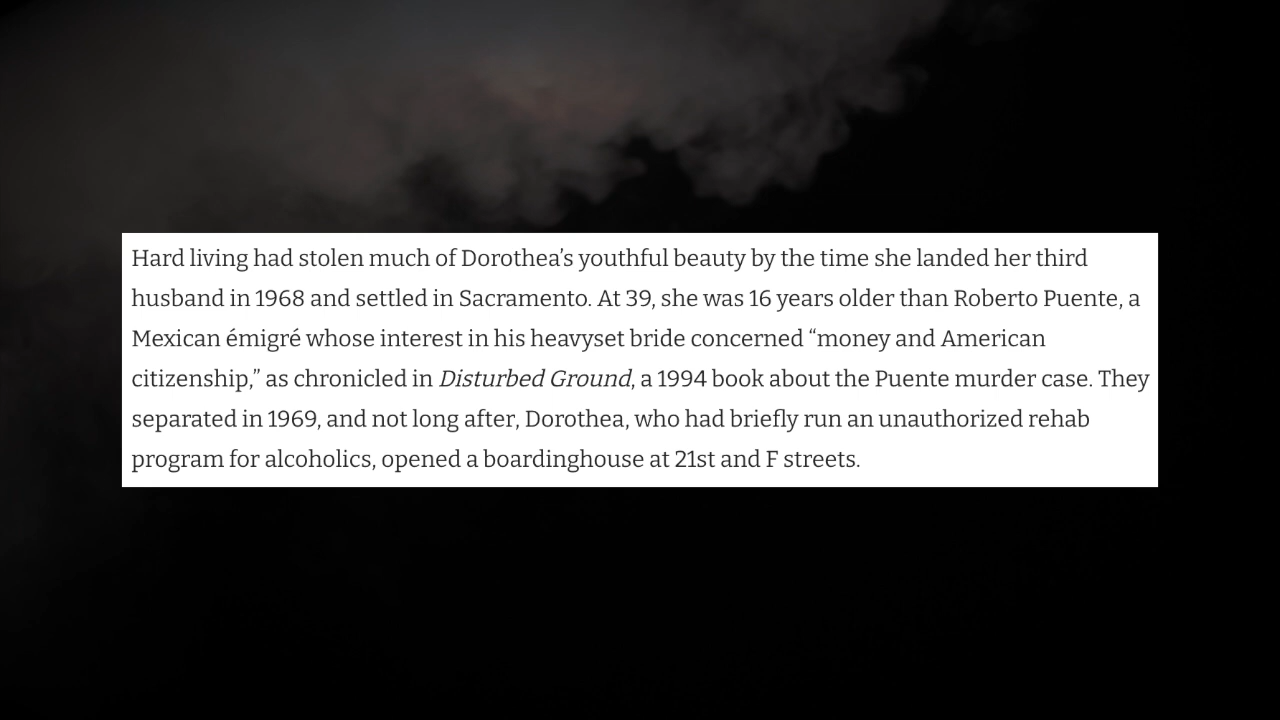 Hard living had stolen much of Dorothea’s youthful beauty by the time she landed her third
husband in 1968 and settled in Sacramento. At 39, she was 16 years older than Roberto Puente, a
Mexican émigré whose interest in his heavyset bride concerned “money and American
citizenship,” as chronicled in Disturbed Ground, a 1994 book about the Puente murder case. They
separated in 1969, and not long after, Dorothea, who had briefly run an unauthorized rehab
program for alcoholics, opened a boardinghouse at 21st and F streets.